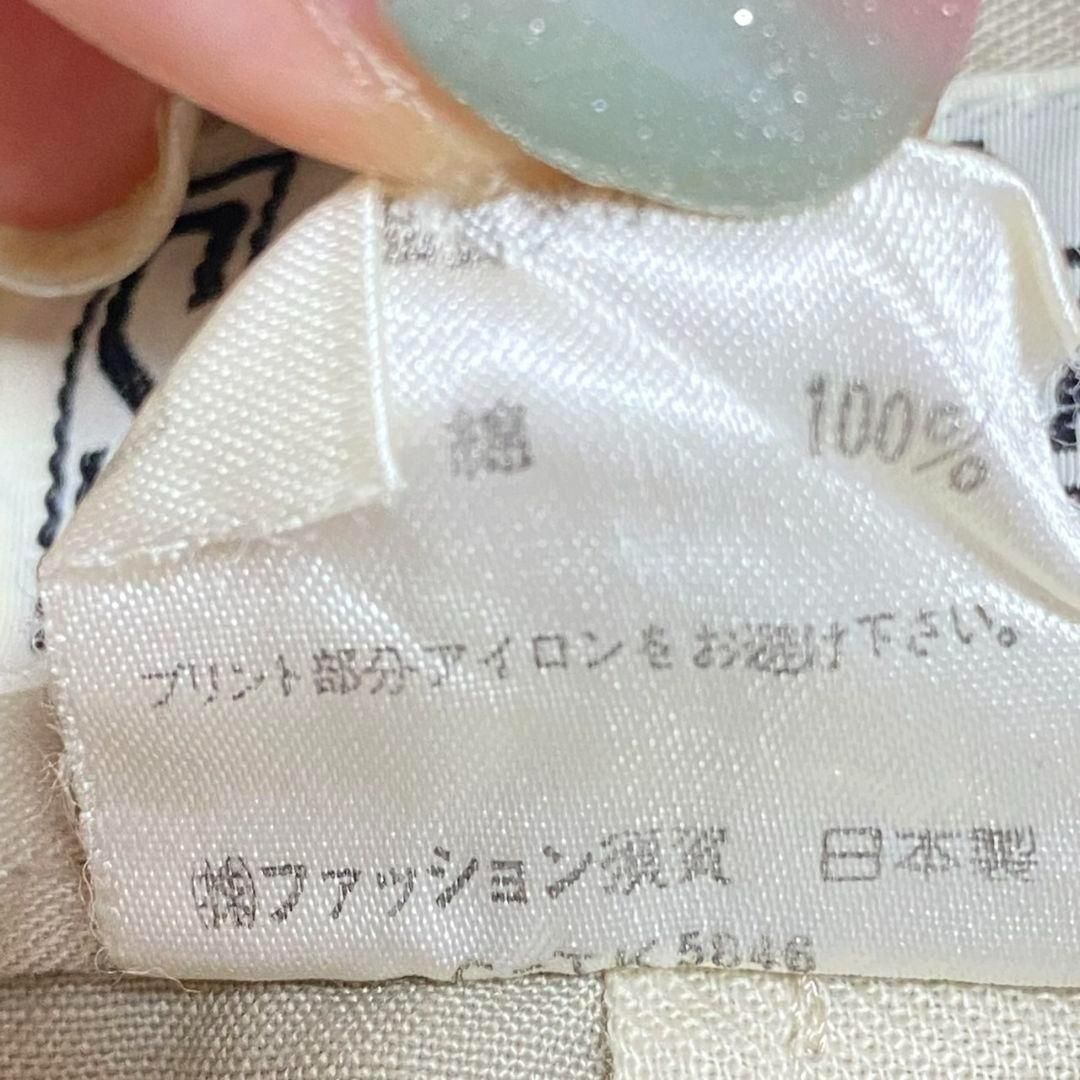 綿 100%
プリント部分アイロンをお避け下さい。
㈱ファッション須賀 日本製
5846